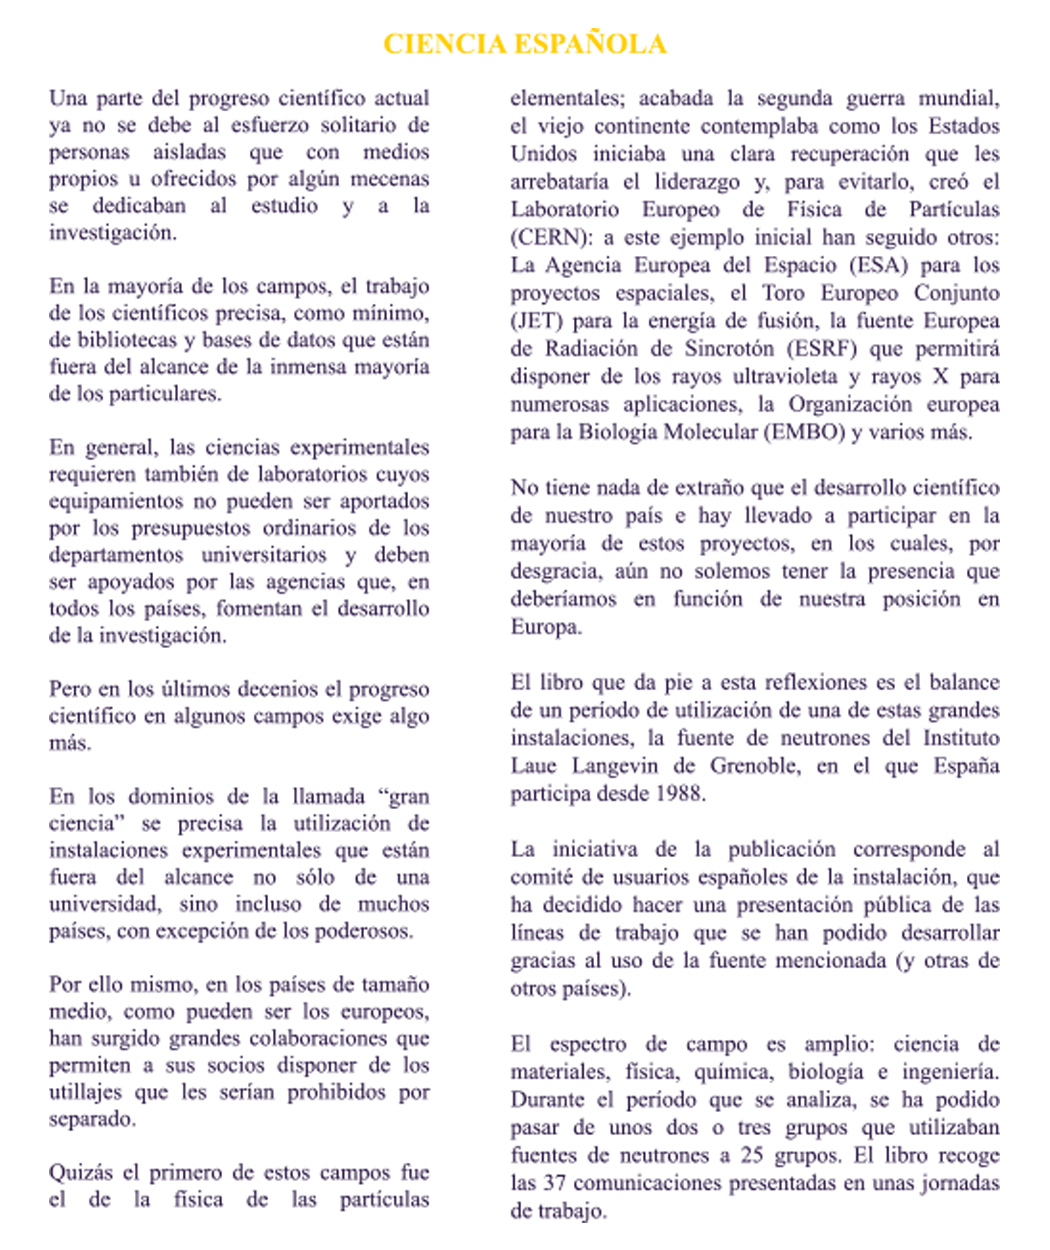 CIENCIA ESPAÑOLA
Una parte del progreso científico actual
ya no se debe al esfuerzo solitario de
personas aisladas que con medios
propios u ofrecidos por algún mecenas
se dedicaban al estudio y a la
investigación.
En la mayoría de los campos, el trabajo
de los científicos precisa, como mínimo,
de bibliotecas y bases de datos que están
fuera del alcance de la inmensa mayoría
de los particulares.
En general, las ciencias experimentales
requieren también de laboratorios cuyos
equipamientos no pueden ser aportados
por los presupuestos ordinarios de los
departamentos universitarios y deben
ser apoyados por las agencias que, en
todos los países, fomentan el desarrollo
de la investigación.
Pero en los últimos decenios el progreso
científico en algunos campos exige algo
más.
En los dominios de la llamada “gran
ciencia” se precisa la utilización de
instalaciones experimentales que están
fuera del alcance no sólo de una
universidad, sino incluso de muchos
países, con excepción de los poderosos.
Por ello mismo, en los países de tamaño
medio, como pueden ser los europeos,
han surgido grandes colaboraciones que
permiten a sus socios disponer de los
utillajes que les serían prohibidos por
separado.
Quizás el primero de estos campos fue
el de la física de las partículas
elementales; acabada la segunda guerra mundial,
el viejo continente contemplaba como los Estados
Unidos iniciaba una clara recuperación que les
arrebataría el liderazgo y, para evitarlo, creó el
Laboratorio Europeo de Física de Partículas
(CERN): a este ejemplo inicial han seguido otros:
La Agencia Europea del Espacio (ESA) para los
proyectos espaciales, el Toro Europeo Conjunto
(JET) para la energía de fusión, la fuente Europea
de Radiación de Sincrotón (ESRF) que permitirá
disponer de los rayos ultravioleta y rayos X para
numerosas aplicaciones, la Organización europea
para la Biología Molecular (EMBO) y varios más.
No tiene nada de extraño que el desarrollo científico
de nuestro país e hay llevado a participar en la
mayoría de estos proyectos, en los cuales, por
desgracia, aún no solemos tener la presencia que
deberíamos en función de nuestra posición en
Europa.
El libro que da pie a esta reflexiones es el balance
de un período de utilización de una de estas grandes
instalaciones, la fuente de neutrones del Instituto
Laue Langevin de Grenoble, en el que España
participa desde 1988.
La iniciativa de la publicación corresponde al
comité de usuarios españoles de la instalación, que
ha decidido hacer una presentación pública de las
líneas de trabajo que se han podido desarrollar
gracias al uso de la fuente mencionada (y otras de
otros países).
El espectro de campo es amplio: ciencia de
materiales, física, química, biología e ingeniería.
Durante el período que se analiza, se ha podido
pasar de unos dos o tres grupos que utilizaban
fuentes de neutrones a 25 grupos. El libro recoge
las 37 comunicaciones presentadas en unas jornadas
de trabajo.